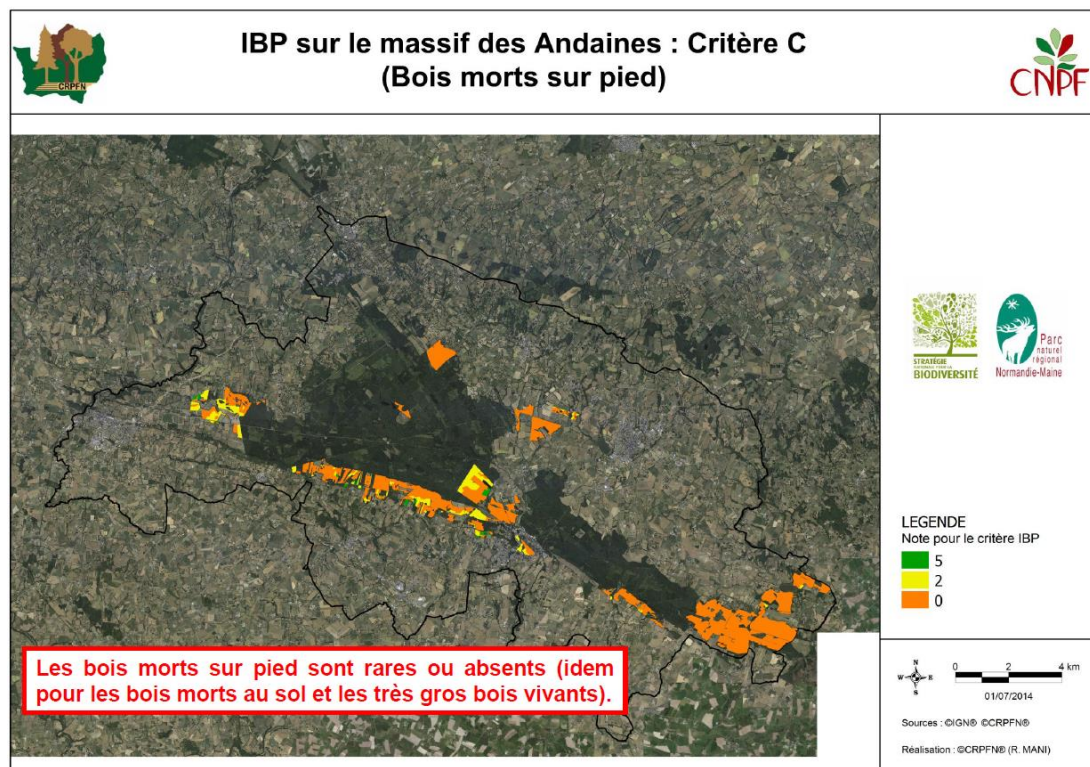 IBP sur le massif des Andaines : Critère C
(Bois morts sur pied)
CRPFN
CNPF
STRATÉGIE
BIODIVERSITÉ
Parc
naturel
régional
Normandie-Maine
LEGENDE
Note pour le critère IBP
5
2
0
Les bois morts sur pied sont rares ou absents (idem
pour les bois morts au sol et les très gros bois vivants).
N
W E
S
0 2 4 km
01/07/2014
Sources : ©IGN® ©CRPFN®
Réalisation : ©CRPFN® (R. MANI)